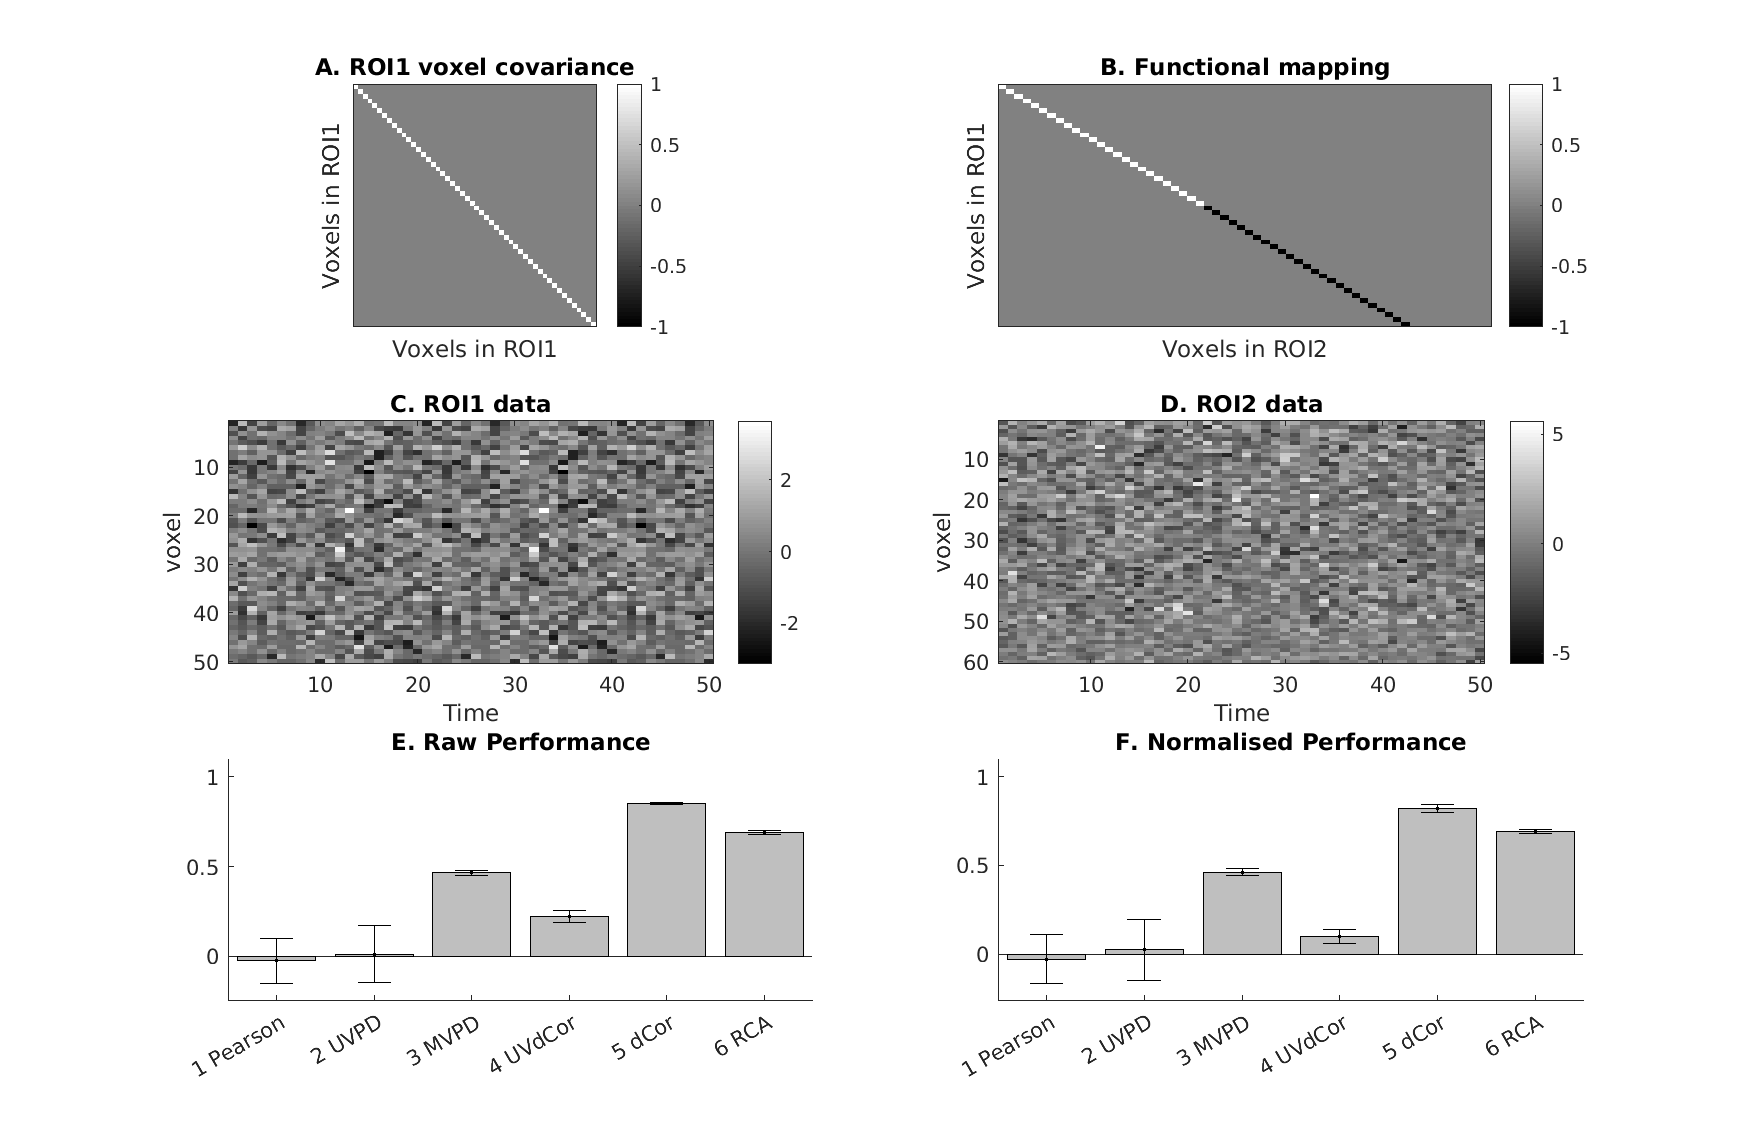 A. ROI1 voxel covariance
Voxels in ROI1
1
0.5
0
-0.5
-1
Voxels in ROI1
B. Functional mapping
Voxels in ROI1
1
0.5
0
-0.5
-1
Voxels in ROI2
C. ROI1 data
voxel
10
20
30
40
50
2
0
-2
10 20 30 40 50
Time
D. ROI2 data
voxel
10
20
30
40
50
60
5
0
-5
10 20 30 40 50
Time
E. Raw Performance
1
0.5
0
1 Pearson
2 UVPD
3 MVPD
4 UVdCor
5 dCor
6 RCA
F. Normalised Performance
1
0.5
0
1 Pearson
2 UVPD
3 MVPD
4 UVdCor
5 dCor
6 RCA